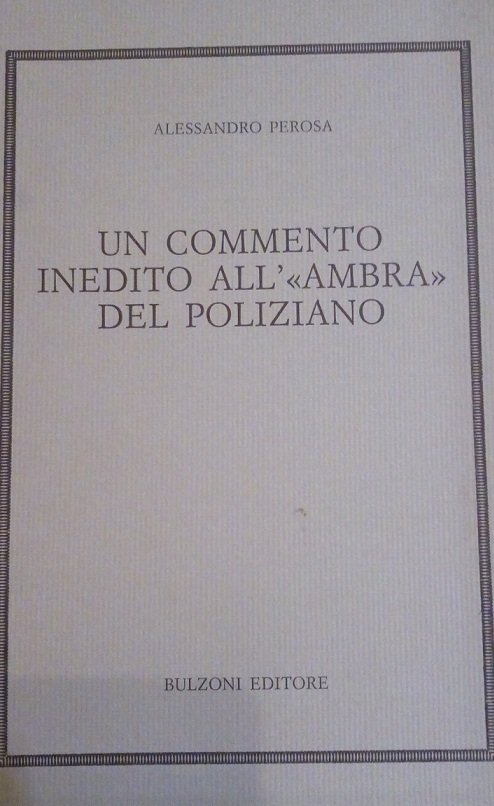 ALESSANDRO PEROSA
UN COMMENTO
INEDITO ALL'«AMBRA»
DEL POLIZIANO
BULZONI EDITORE